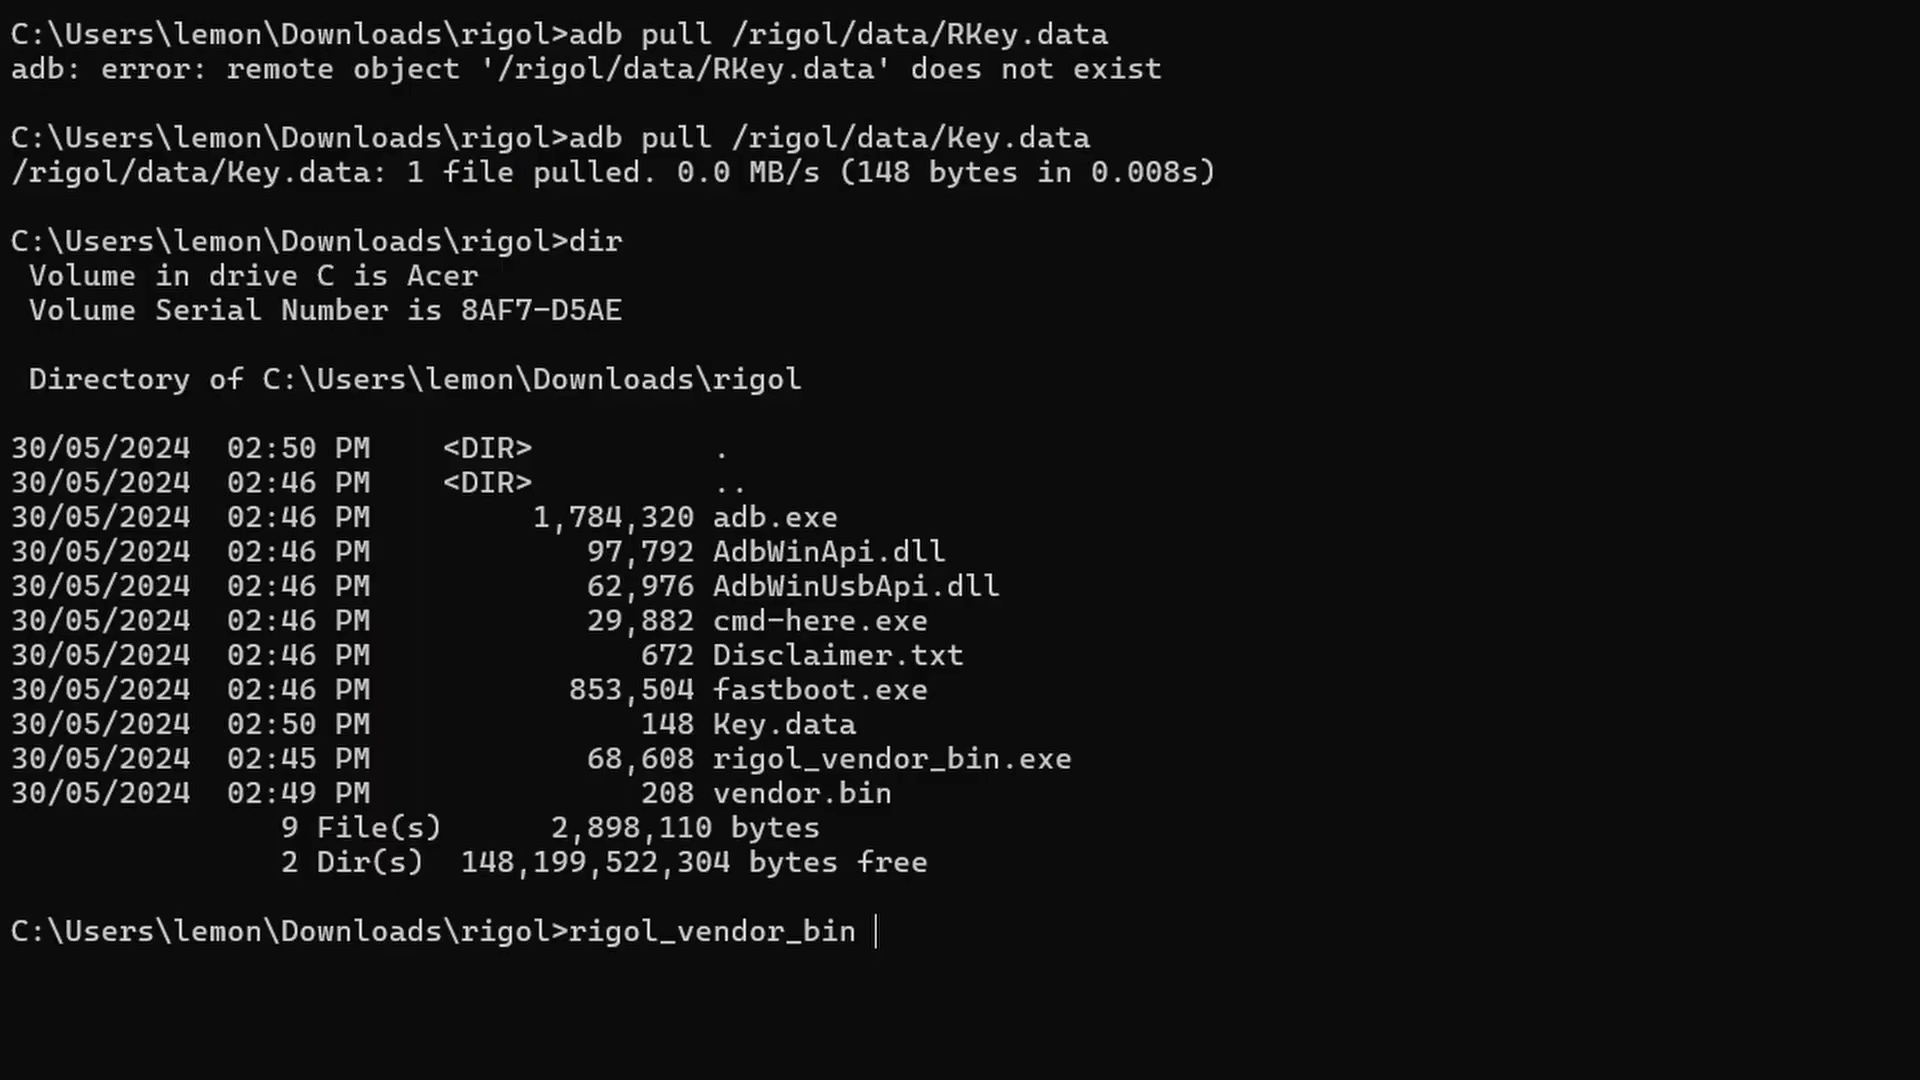 C:\Users\lemon\Downloads\rigol>adb pull /rigol/data/RKey.data
adb: error: remote object '/rigol/data/RKey.data' does not exist
C:\Users\lemon\Downloads\rigol>adb pull /rigol/data/Key.data
/rigol/data/Key.data: 1 file pulled. 0.0 MB/s (148 bytes in 0.008s)
C:\Users\lemon\Downloads\rigol>dir
Volume in drive C is Acer
Volume Serial Number is 8AF7-D5AE
Directory of C:\Users\lemon\Downloads\rigol
30/05/2024  02:50 PM    <DIR>          .
30/05/2024  02:46 PM    <DIR>          ..
30/05/2024  02:46 PM         1,784,320 adb.exe
30/05/2024  02:46 PM            97,792 AdbWinApi.dll
30/05/2024  02:46 PM            62,976 AdbWinUsbApi.dll
30/05/2024  02:46 PM            29,882 cmd-here.exe
30/05/2024  02:46 PM               672 Disclaimer.txt
30/05/2024  02:46 PM           853,504 fastboot.exe
30/05/2024  02:50 PM               148 Key.data
30/05/2024  02:45 PM            68,608 rigol_vendor_bin.exe
30/05/2024  02:49 PM               208 vendor.bin
9 File(s)      2,898,110 bytes
2 Dir(s)  148,199,522,304 bytes free
C:\Users\lemon\Downloads\rigol>rigol_vendor_bin